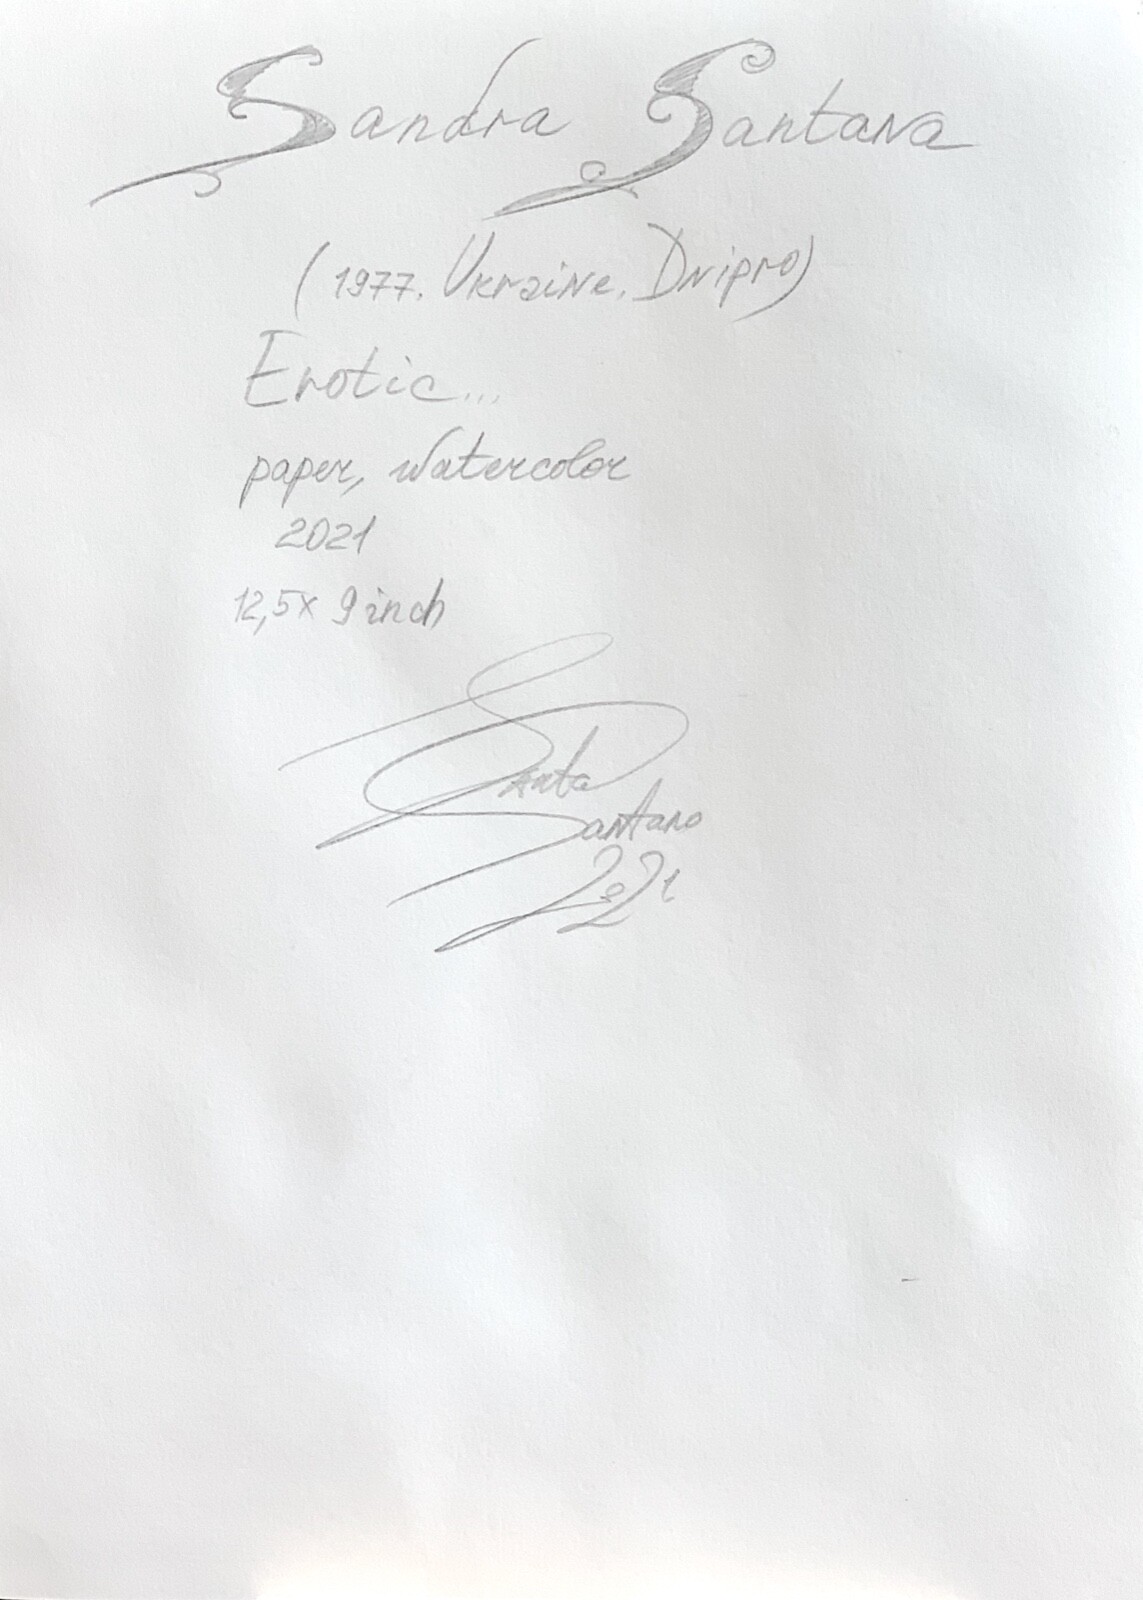 Sandra Santana
(1977. Ukraine. Dnipro)
Erotic...
paper, watercolor
2021
12,5x 9 inch
Santana
2021